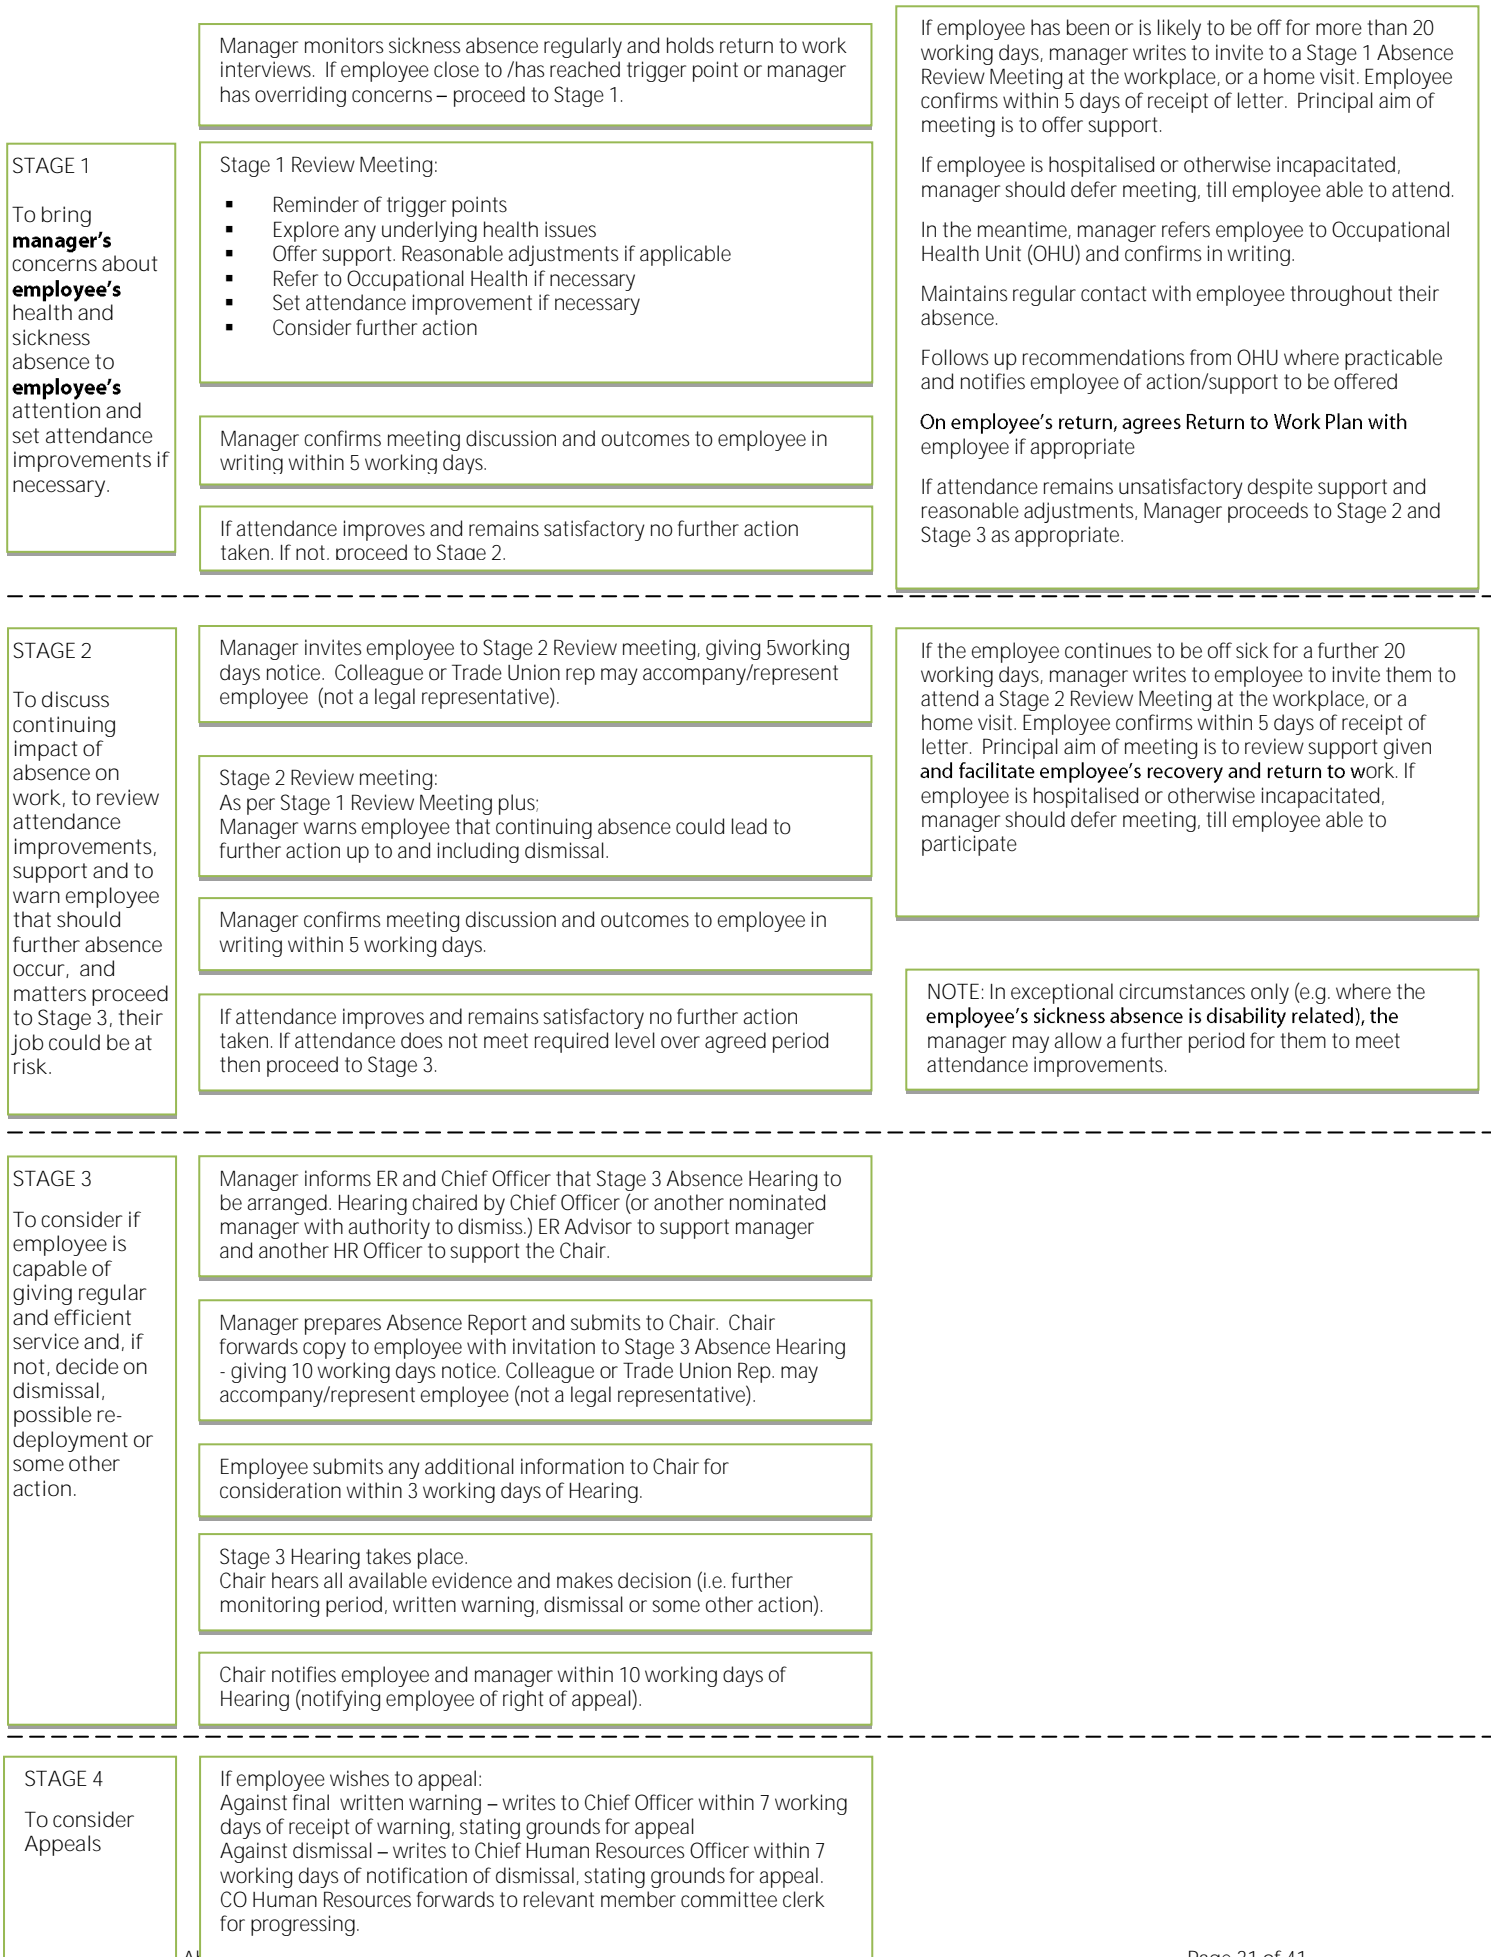 Manager monitors sickness absence regularly and holds return to work
interviews. If employee close to /has reached trigger point or manager
has overriding concerns – proceed to Stage 1.
If employee has been or is likely to be off for more than 20
working days, manager writes to invite to a Stage 1 Absence
Review Meeting at the workplace, or a home visit. Employee
confirms within 5 days of receipt of letter. Principal aim of
meeting is to offer support.
If employee is hospitalised or otherwise incapacitated,
manager should defer meeting, till employee able to attend.
In the meantime, manager refers employee to Occupational
Health Unit (OHU) and confirms in writing.
Maintains regular contact with employee throughout their
absence.
Follows up recommendations from OHU where practicable
and notifies employee of action/support to be offered
On employee's return, agrees Return to Work Plan with
employee if appropriate
If attendance remains unsatisfactory despite support and
reasonable adjustments, Manager proceeds to Stage 2 and
Stage 3 as appropriate.
STAGE 1
To bring
manager's
concerns about
employee's
health and
sickness
absence to
employee's
attention and
set attendance
improvements if
necessary.
Stage 1 Review Meeting:
▪ Reminder of trigger points
▪ Explore any underlying health issues
▪ Offer support. Reasonable adjustments if applicable
▪ Refer to Occupational Health if necessary
▪ Set attendance improvement if necessary
▪ Consider further action
Manager confirms meeting discussion and outcomes to employee in
writing within 5 working days.
If attendance improves and remains satisfactory no further action
taken. If not, proceed to Stage 2.
STAGE 2
To discuss
continuing
impact of
absence on
work, to review
attendance
improvements,
support and to
warn employee
that should
further absence
occur, and
matters proceed
to Stage 3, their
job could be at
risk.
Manager invites employee to Stage 2 Review meeting, giving 5working
days notice. Colleague or Trade Union rep may accompany/represent
employee (not a legal representative).
Stage 2 Review meeting:
As per Stage 1 Review Meeting plus;
Manager warns employee that continuing absence could lead to
further action up to and including dismissal.
Manager confirms meeting discussion and outcomes to employee in
writing within 5 working days.
If attendance improves and remains satisfactory no further action
taken. If attendance does not meet required level over agreed period
then proceed to Stage 3.
If the employee continues to be off sick for a further 20
working days, manager writes to employee to invite them to
attend a Stage 2 Review Meeting at the workplace, or a
home visit. Employee confirms within 5 days of receipt of
letter. Principal aim of meeting is to review support given
and facilitate employee's recovery and return to work. If
employee is hospitalised or otherwise incapacitated,
manager should defer meeting, till employee able to
participate
NOTE: In exceptional circumstances only (e.g. where the
employee's sickness absence is disability related), the
manager may allow a further period for them to meet
attendance improvements.
STAGE 3
To consider if
employee is
capable of
giving regular
and efficient
service and, if
not, decide on
dismissal,
possible re-
deployment or
some other
action.
Manager informs ER and Chief Officer that Stage 3 Absence Hearing to
be arranged. Hearing chaired by Chief Officer (or another nominated
manager with authority to dismiss.) ER Advisor to support manager
and another HR Officer to support the Chair.
Manager prepares Absence Report and submits to Chair. Chair
forwards copy to employee with invitation to Stage 3 Absence Hearing
- giving 10 working days notice. Colleague or Trade Union Rep. may
accompany/represent employee (not a legal representative).
Employee submits any additional information to Chair for
consideration within 3 working days of Hearing.
Stage 3 Hearing takes place.
Chair hears all available evidence and makes decision (i.e. further
monitoring period, written warning, dismissal or some other action).
Chair notifies employee and manager within 10 working days of
Hearing (notifying employee of right of appeal).
STAGE 4
To consider
Appeals
If employee wishes to appeal:
Against final written warning – writes to Chief Officer within 7 working
days of receipt of warning, stating grounds for appeal
Against dismissal – writes to Chief Human Resources Officer within 7
working days of notification of dismissal, stating grounds for appeal.
CO Human Resources forwards to relevant member committee clerk
for progressing.
Page 31 of 41